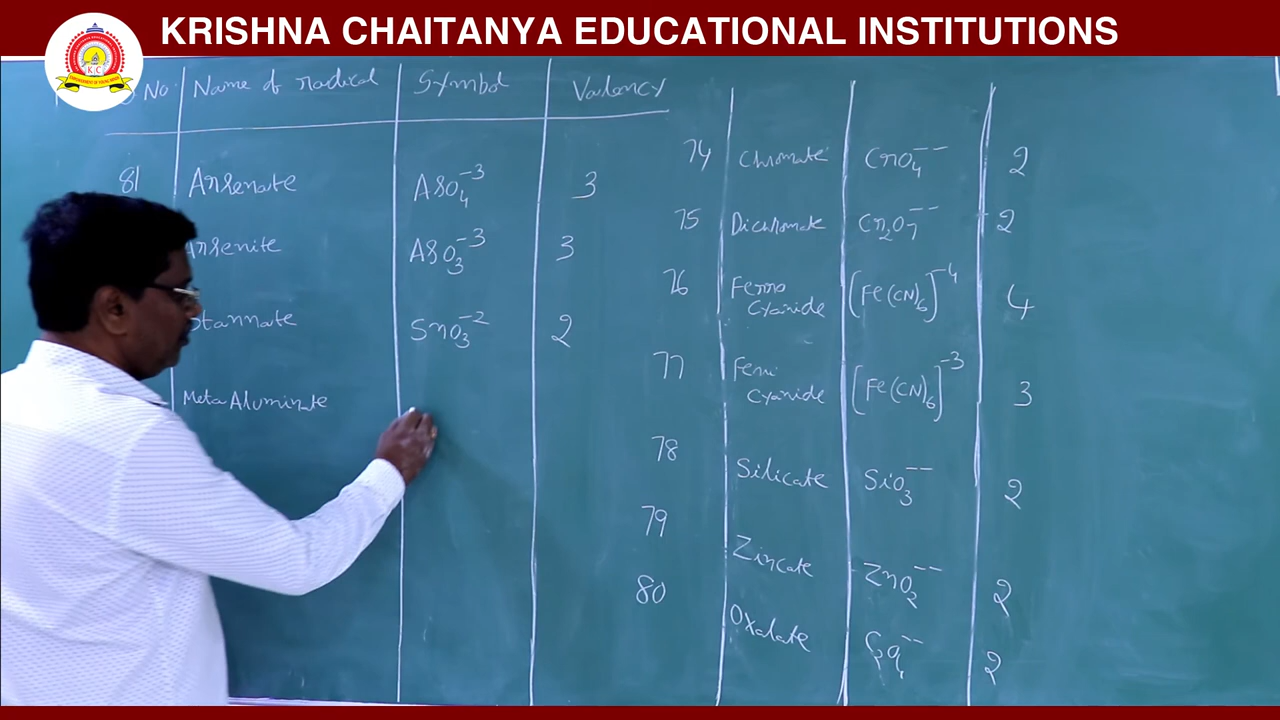 KRISHNA CHAITANYA EDUCATIONAL INSTITUTIONS
K C
No. Name of radical Symbol Valency
81 Arsenate AsO₄⁻³ 3
Arsenite AsO₃⁻³ 3
Stannate SnO₃⁻² 2
Meta Aluminate
74 Chromate CrO₄⁻⁻ 2
75 Dichromate Cr₂O₇⁻⁻ 2
76 Ferro
Cyanide [Fe(CN)₆]⁻⁴ 4
77 Ferri
Cyanide [Fe(CN)₆]⁻³ 3
78 Silicate SiO₃⁻⁻ 2
79 Zincate ZnO₂⁻⁻ 2
80 Oxalate C₂O₄⁻⁻ 2